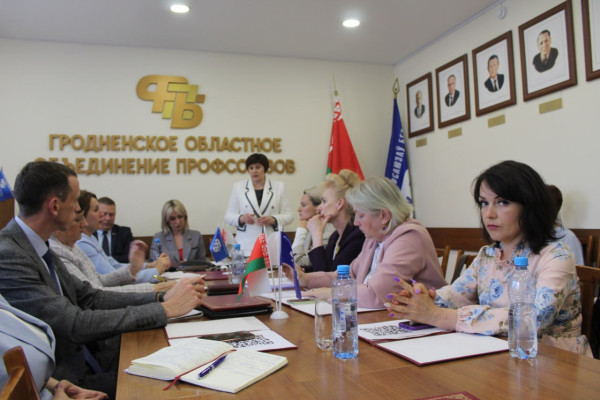 ФПБ
ГРОДНЕНСКОЕ ОБЛАСТНОЕ
ОБЪЕДИНЕНИЕ ПРОФСОЮЗОВ